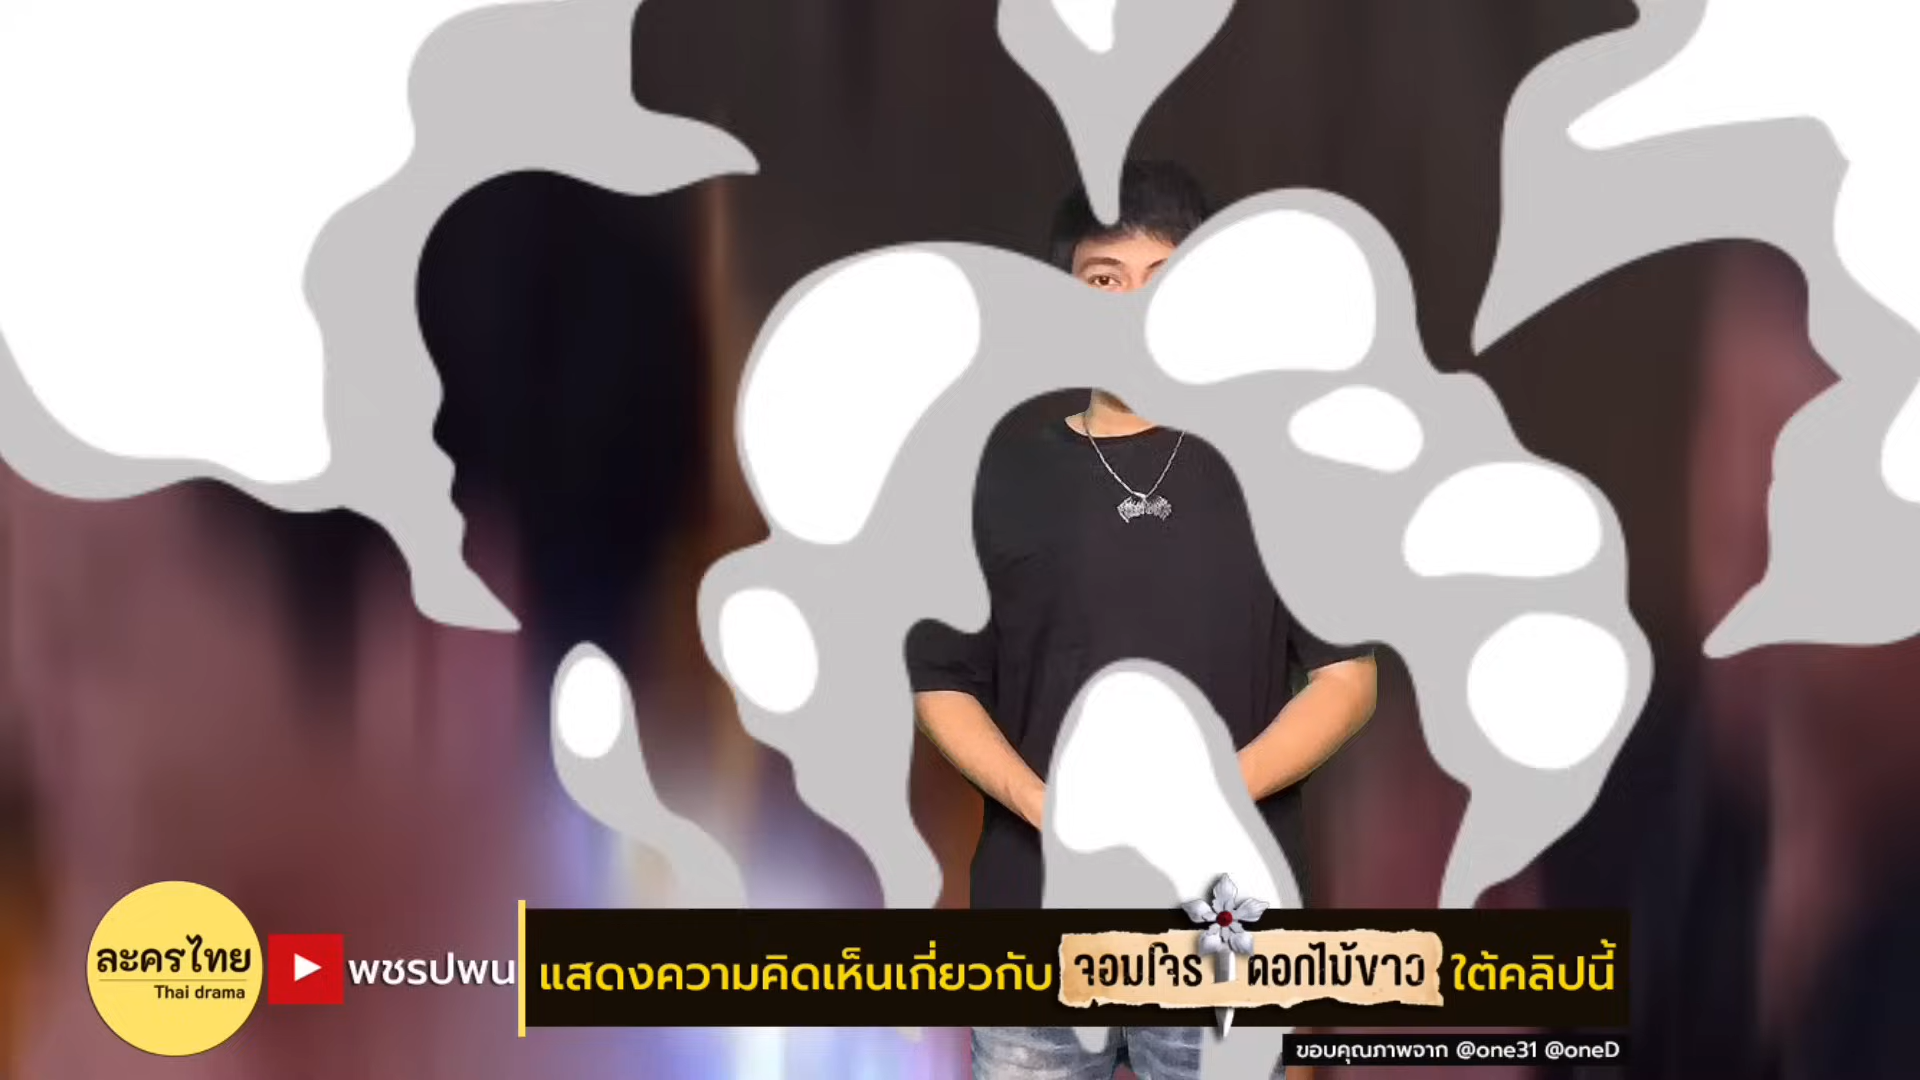 ละครไทย
Thai drama
พชรปพน
แสดงความคิดเห็นเกี่ยวกับ จอมโจร ดอกไม้ขาว ใต้คลิปนี้
ขอบคุณภาพจาก @one31 @oneD